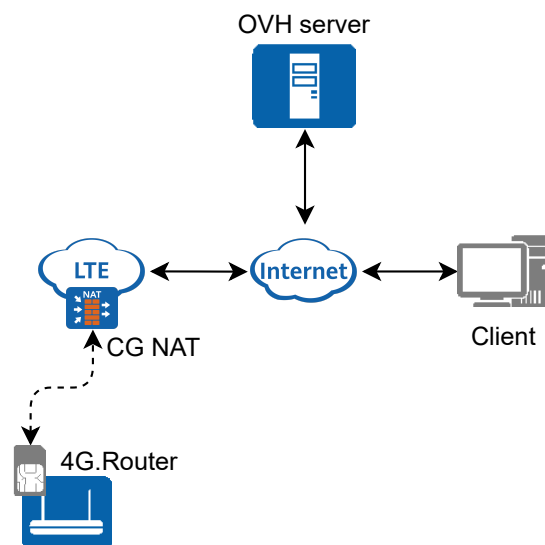 OVH server
LTE
Internet
NAT
CG NAT
Client
4G.Router